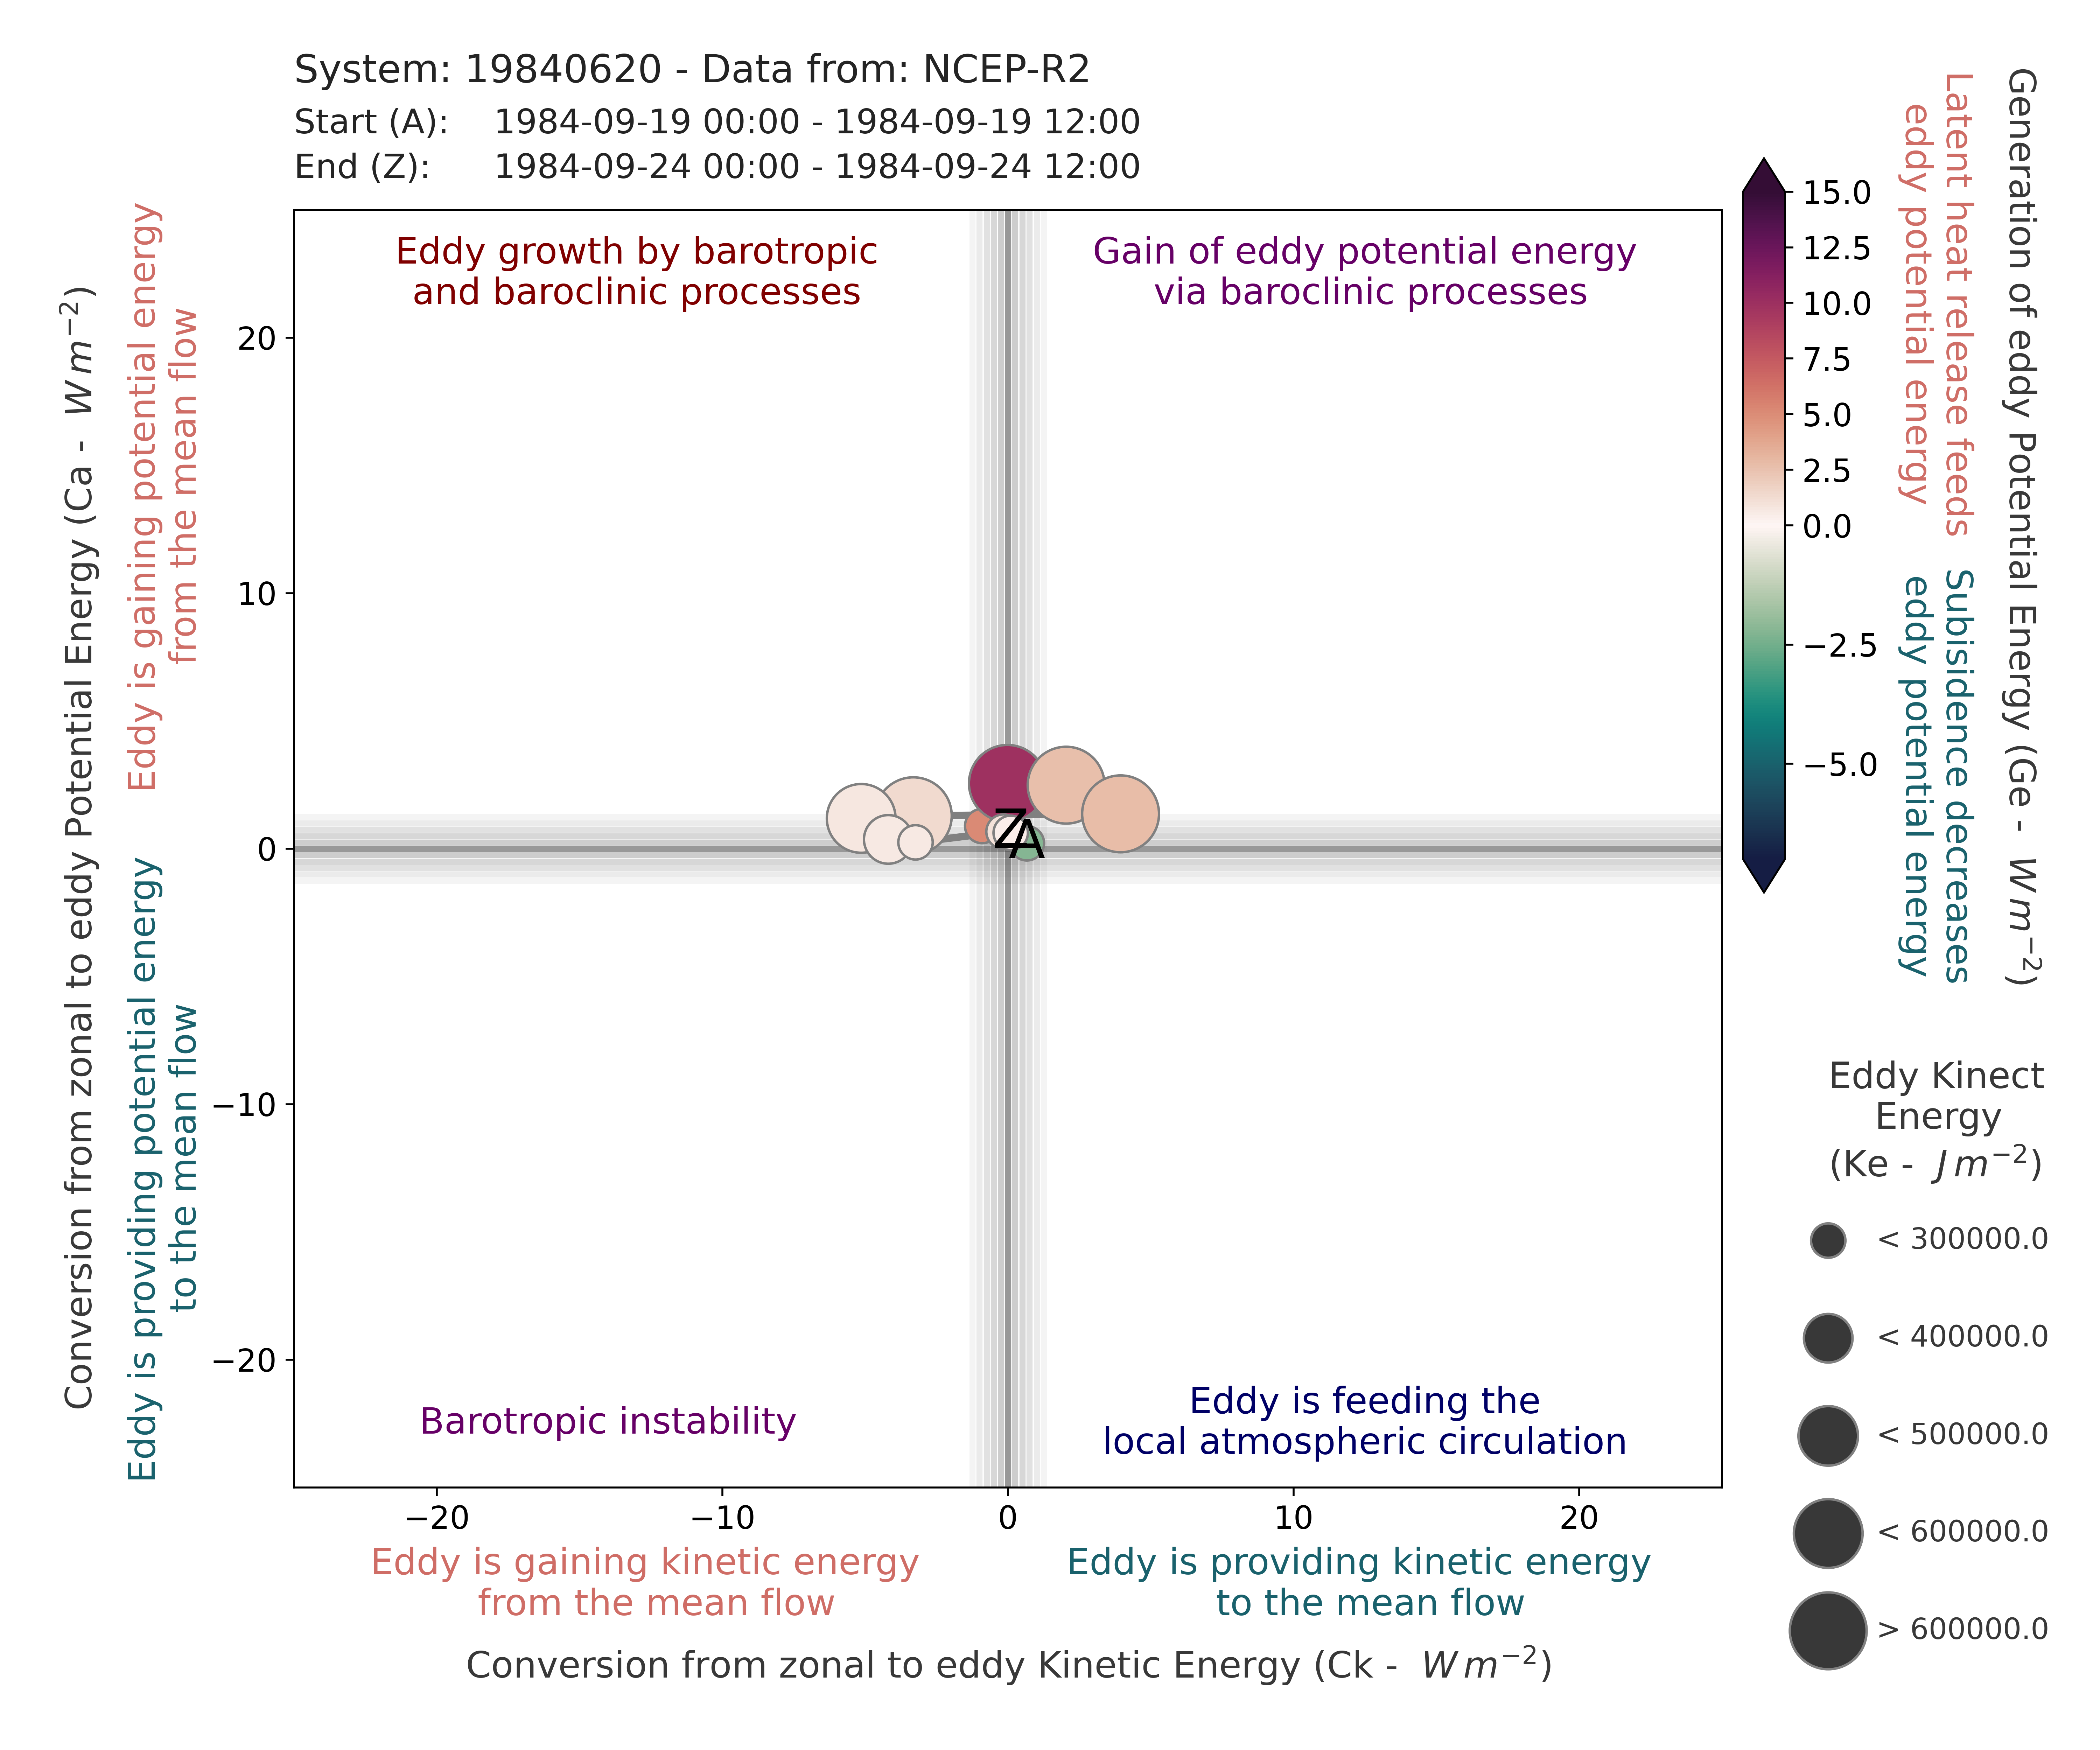 System: 19840620 - Data from: NCEP-R2
Start (A): 1984-09-19 00:00 - 1984-09-19 12:00
End (Z): 1984-09-24 00:00 - 1984-09-24 12:00
Conversion from zonal to eddy Potential Energy (Ca - W m⁻²)
Eddy is gaining potential energy
from the mean flow
Eddy is providing potential energy
to the mean flow
20
10
0
−10
−20
Eddy growth by barotropic
and baroclinic processes
Gain of eddy potential energy
via baroclinic processes
Z
A
Barotropic instability
Eddy is feeding the
local atmospheric circulation
−20
−10
0
10
20
Eddy is gaining kinetic energy
from the mean flow
Eddy is providing kinetic energy
to the mean flow
Conversion from zonal to eddy Kinetic Energy (Ck - W m⁻²)
15.0
12.5
10.0
7.5
5.0
2.5
0.0
−2.5
−5.0
Latent heat release feeds
eddy potential energy
Subisidence decreases
eddy potential energy
Generation of eddy Potential Energy (Ge - W m⁻²)
Eddy Kinect
Energy
(Ke - J m⁻²)
< 300000.0
< 400000.0
< 500000.0
< 600000.0
> 600000.0